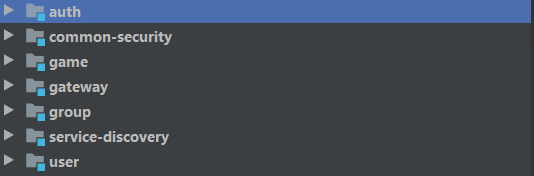 auth
common-security
game
gateway
group
service-discovery
user